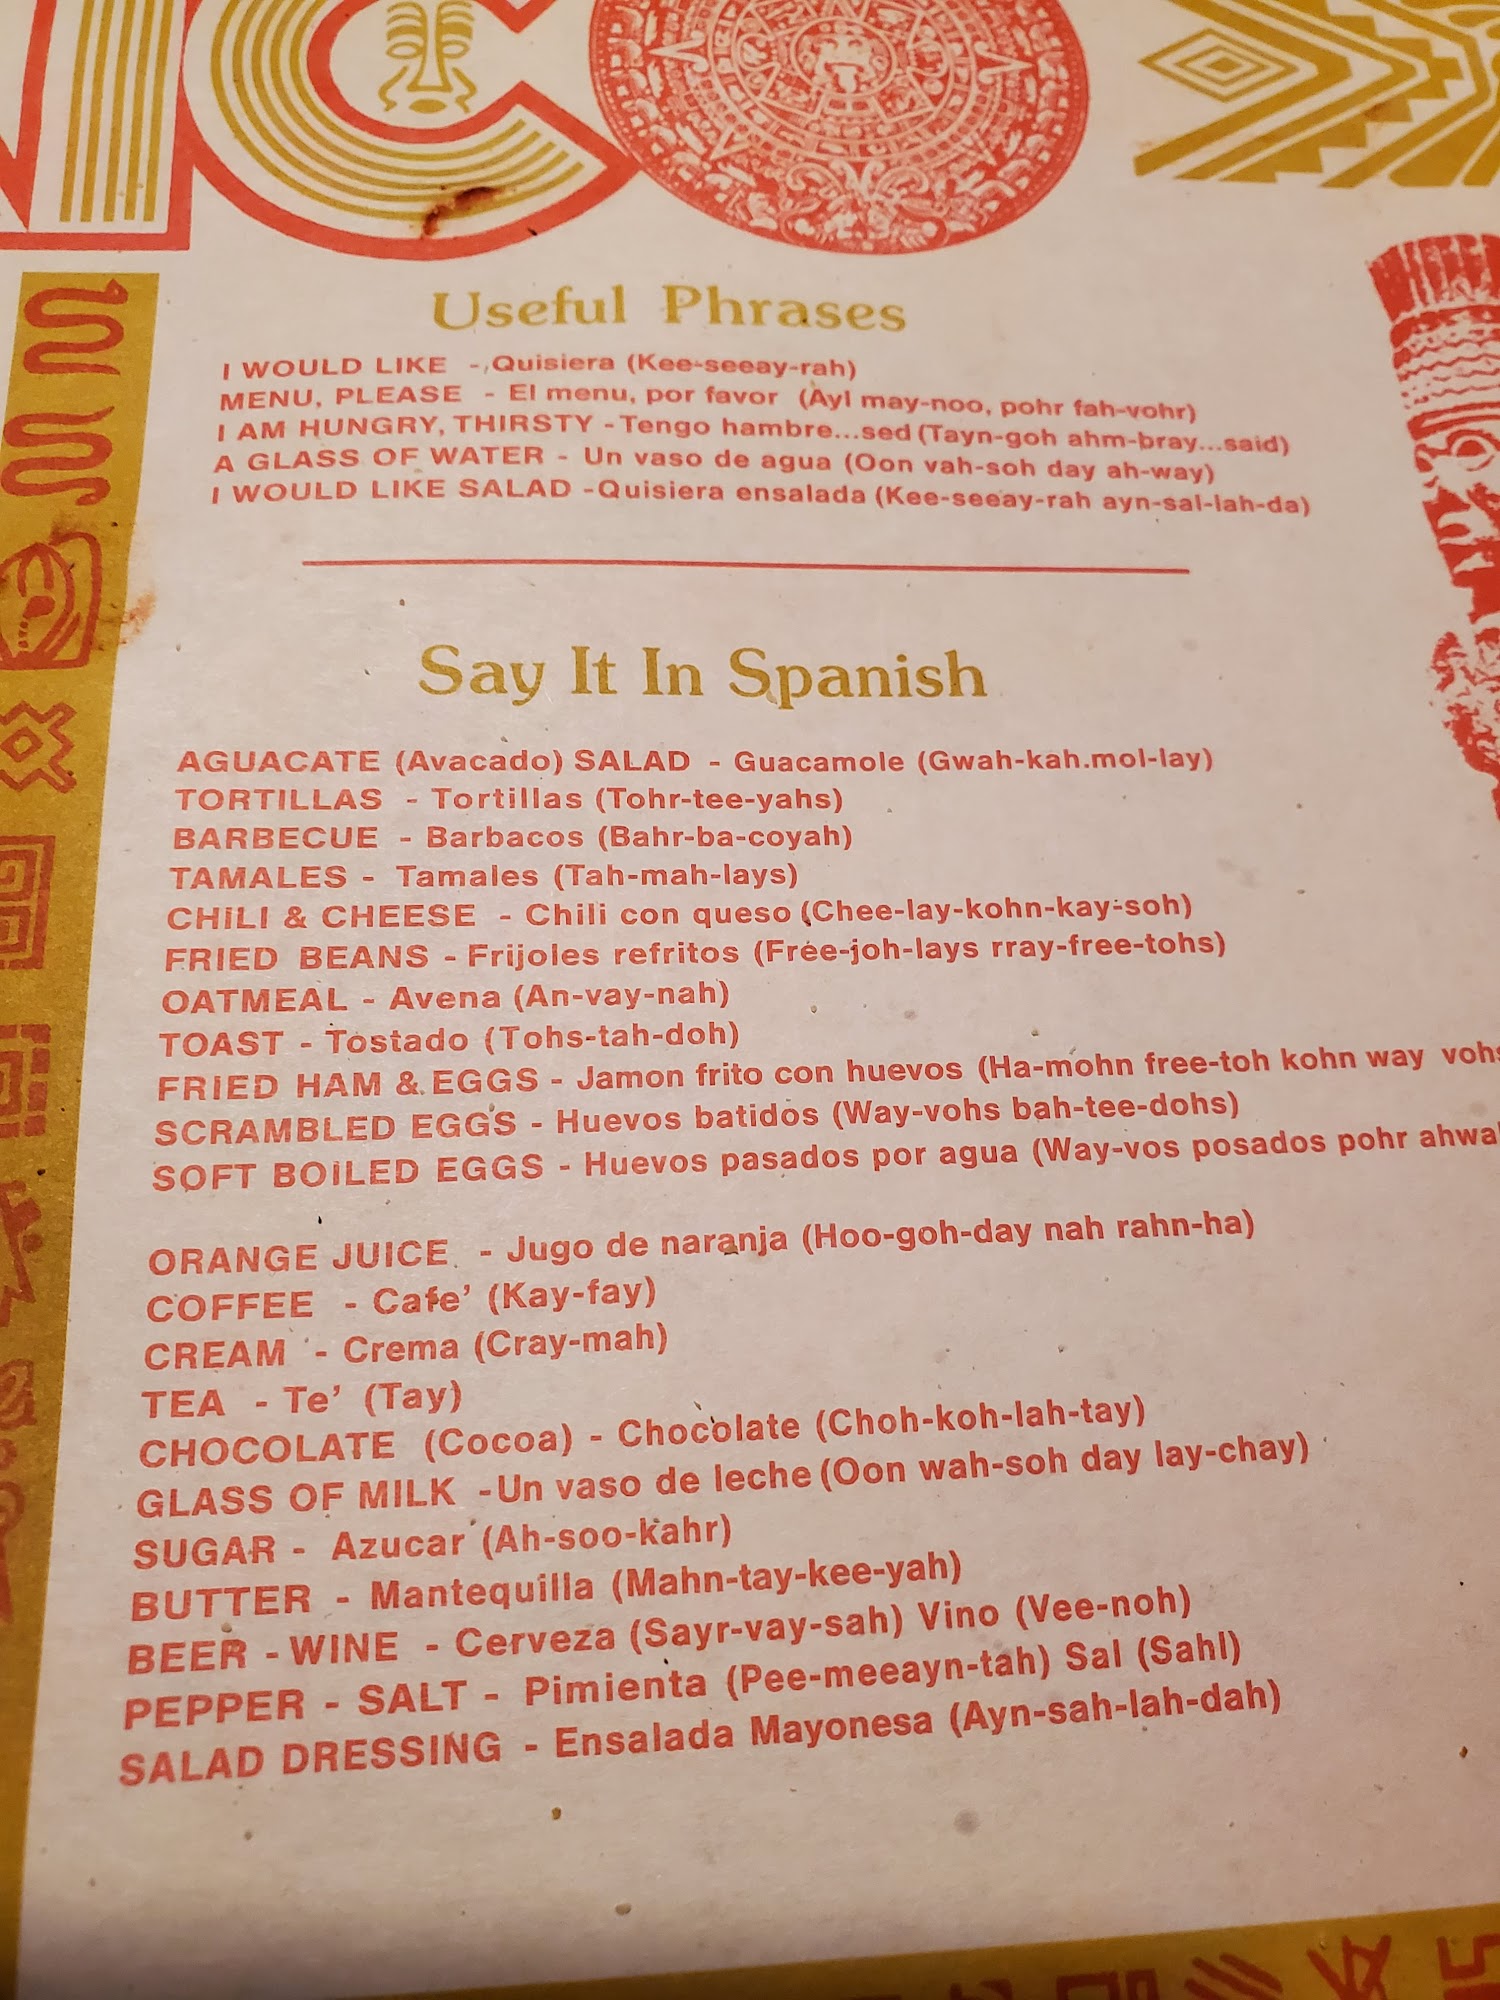 ICO
Useful Phrases
I WOULD LIKE - Quisiera (Kee-seeay-rah)
MENU, PLEASE - El menu, por favor (Ayl may-noo, pohr fah-vohr)
I AM HUNGRY, THIRSTY - Tengo hambre...sed (Tayn-goh ahm-bray...said)
A GLASS OF WATER - Un vaso de agua (Oon vah-soh day ah-way)
I WOULD LIKE SALAD - Quisiera ensalada (Kee-seeay-rah ayn-sal-lah-da)
Say It In Spanish
AGUACATE (Avacado) SALAD - Guacamole (Gwah-kah.mol-lay)
TORTILLAS - Tortillas (Tohr-tee-yahs)
BARBECUE - Barbacos (Bahr-ba-coyah)
TAMALES - Tamales (Tah-mah-lays)
CHILI & CHEESE - Chili con queso (Chee-lay-kohn-kay-soh)
FRIED BEANS - Frijoles refritos (Free-joh-lays rray-free-tohs)
OATMEAL - Avena (An-vay-nah)
TOAST - Tostado (Tohs-tah-doh)
FRIED HAM & EGGS - Jamon frito con huevos (Ha-mohn free-toh kohn way vohs
SCRAMBLED EGGS - Huevos batidos (Way-vohs bah-tee-dohs)
SOFT BOILED EGGS - Huevos pasados por agua (Way-vos posados pohr ahwa
ORANGE JUICE - Jugo de naranja (Hoo-goh-day nah rahn-ha)
COFFEE - Cafe' (Kay-fay)
CREAM - Crema (Cray-mah)
TEA - Te' (Tay)
CHOCOLATE (Cocoa) - Chocolate (Choh-koh-lah-tay)
GLASS OF MILK - Un vaso de leche (Oon wah-soh day lay-chay)
SUGAR - Azucar (Ah-soo-kahr)
BUTTER - Mantequilla (Mahn-tay-kee-yah)
BEER - WINE - Cerveza (Sayr-vay-sah) Vino (Vee-noh)
PEPPER - SALT - Pimienta (Pee-meeayn-tah) Sal (Sahl)
SALAD DRESSING - Ensalada Mayonesa (Ayn-sah-lah-dah)